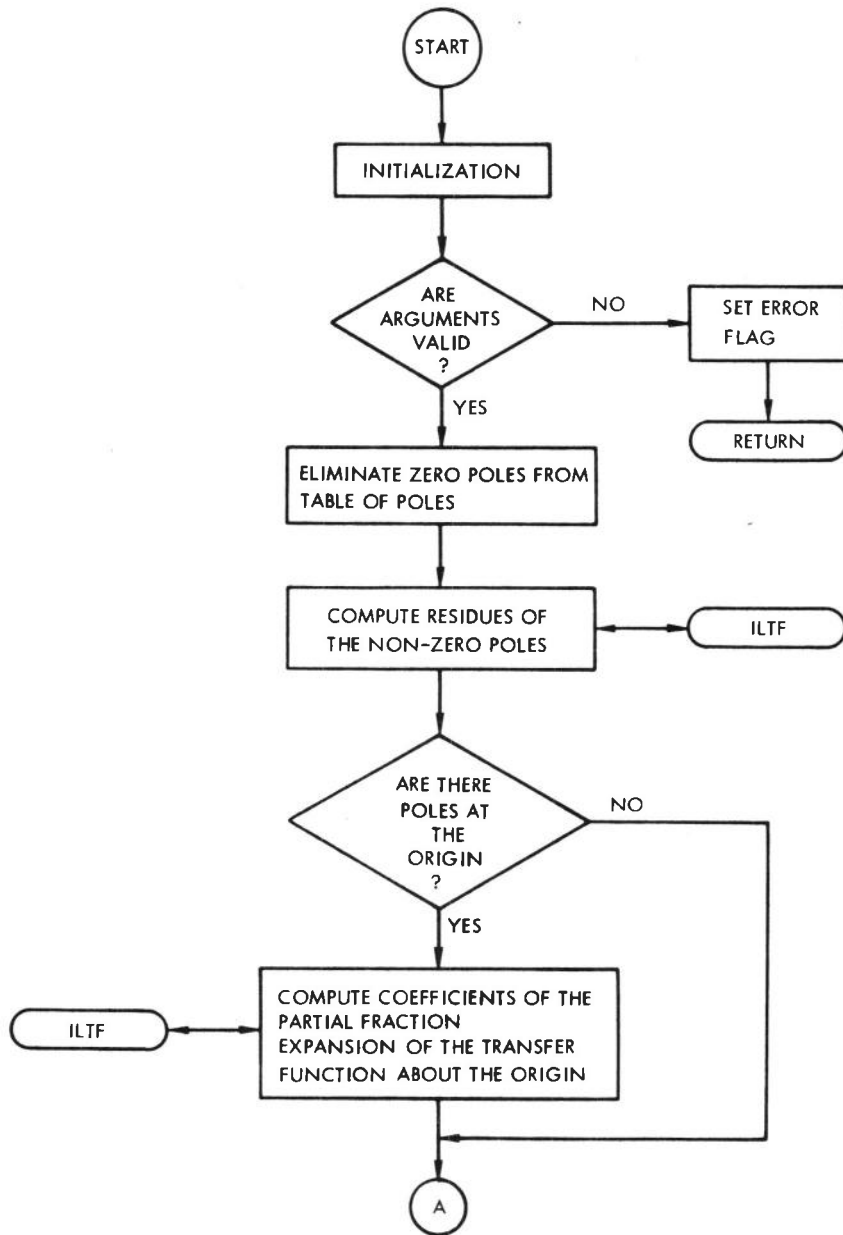 START
INITIALIZATION
ARE
ARGUMENTS
VALID
?
NO
SET ERROR
FLAG
YES
RETURN
ELIMINATE ZERO POLES FROM
TABLE OF POLES
COMPUTE RESIDUES OF
THE NON-ZERO POLES
ILTF
ARE THERE
POLES AT
THE
ORIGIN
?
NO
YES
COMPUTE COEFFICIENTS OF THE
PARTIAL FRACTION
EXPANSION OF THE TRANSFER
FUNCTION ABOUT THE ORIGIN
ILTF
A